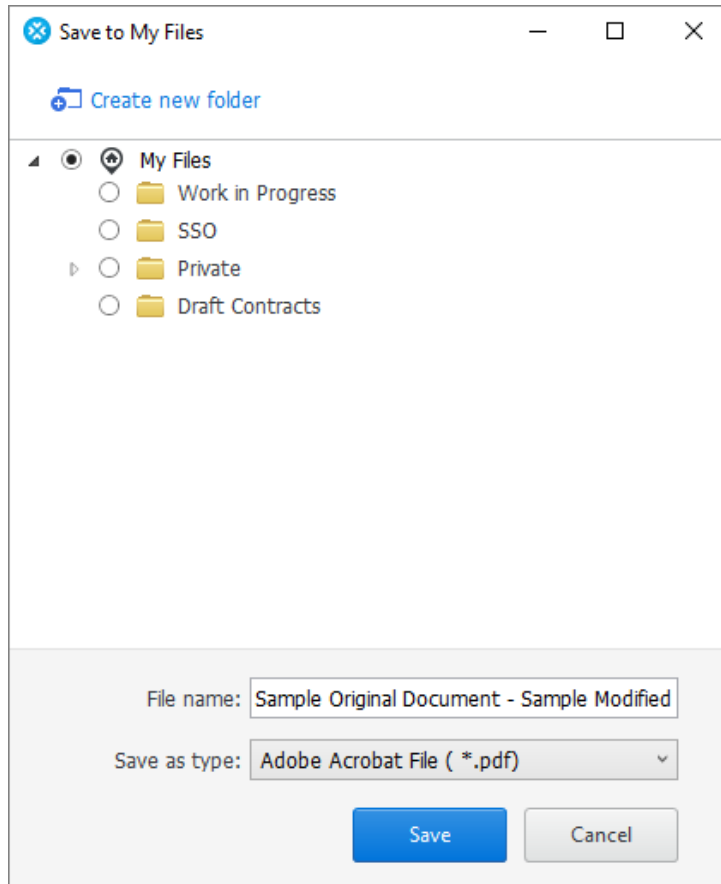 Save to My Files
Create new folder
My Files
Work in Progress
SSO
Private
Draft Contracts
File name: Sample Original Document - Sample Modified
Save as type: Adobe Acrobat File ( *.pdf)
Save Cancel